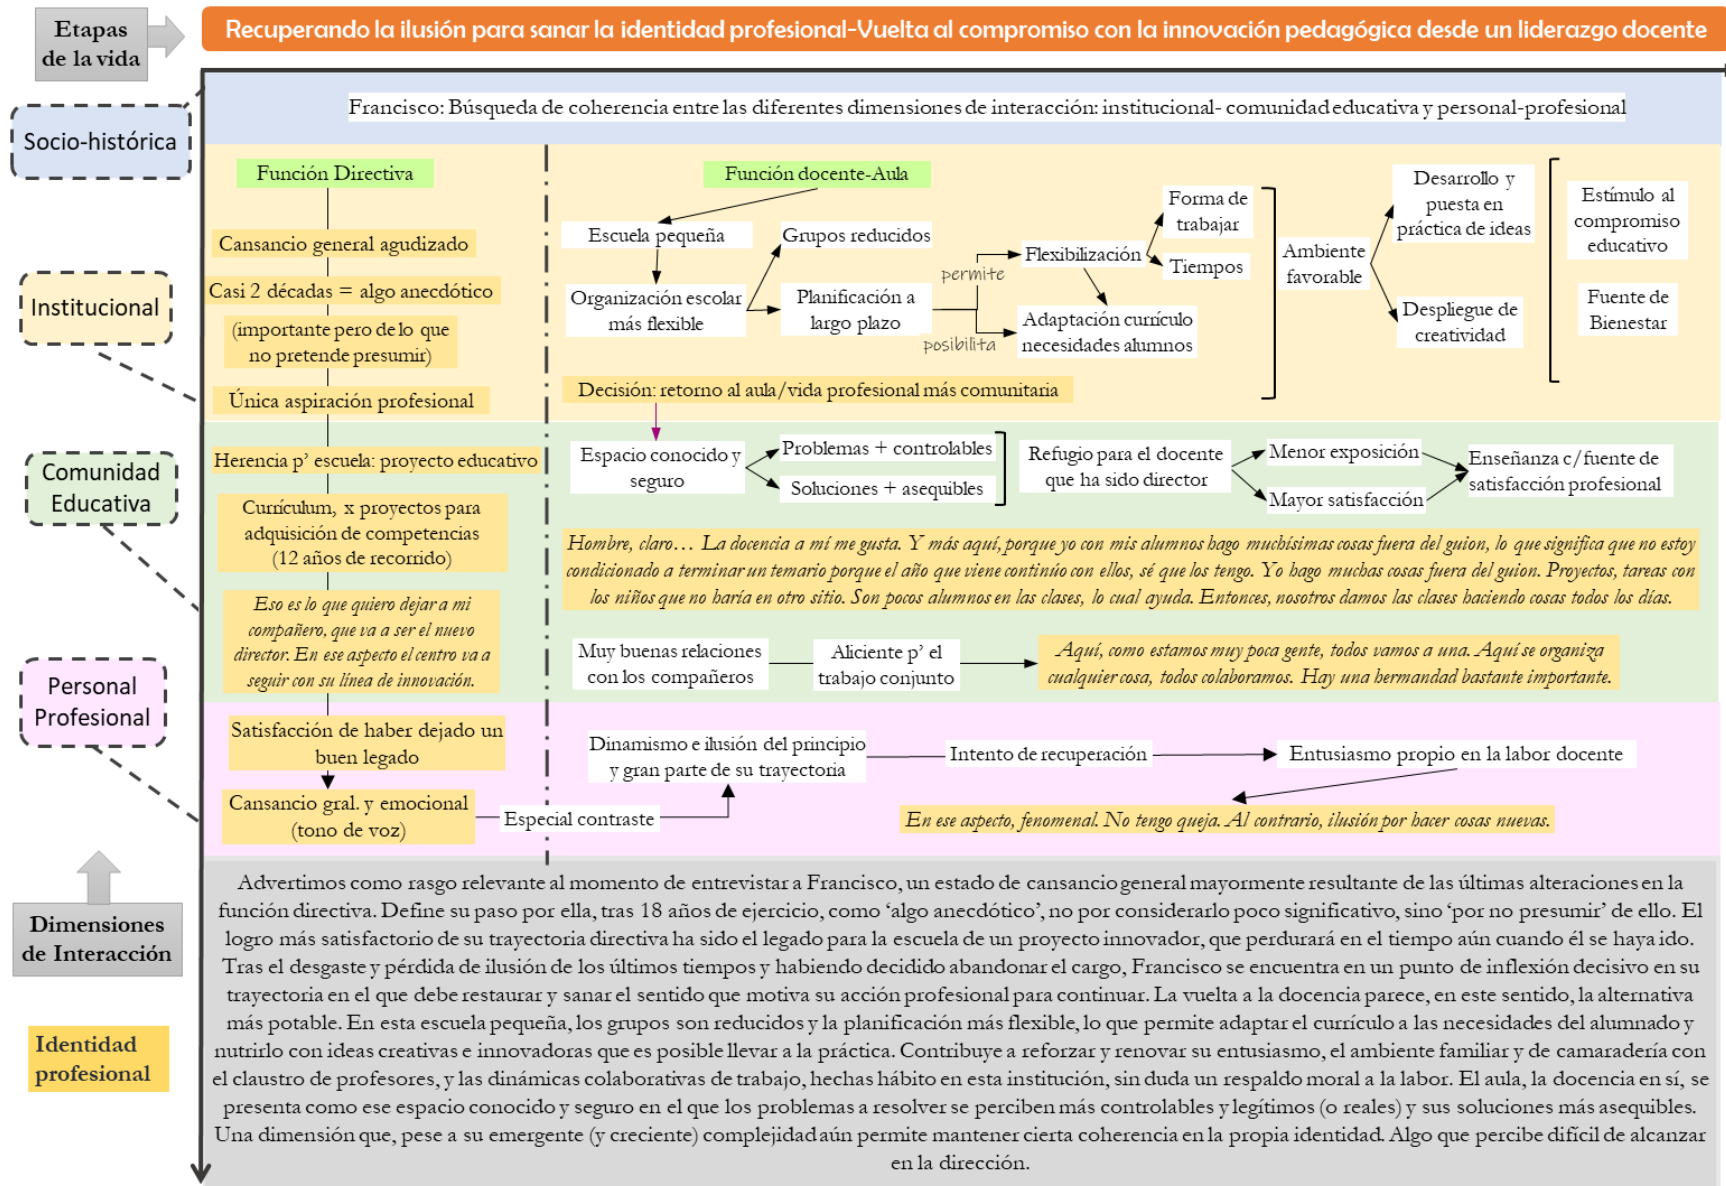 Etapas
de la vida
Recuperando la ilusión para sanar la identidad profesional-Vuelta al compromiso con la innovación pedagógica desde un liderazgo docente
Socio-histórica
Francisco: Búsqueda de coherencia entre las diferentes dimensiones de interacción: institucional- comunidad educativa y personal-profesional
Institucional
Función Directiva
Cansancio general agudizado
Casi 2 décadas = algo anecdótico
(importante pero de lo que
no pretende presumir)
Única aspiración profesional
Función docente-Aula
Escuela pequeña
Organización escolar
más flexible
Grupos reducidos
Planificación a
largo plazo
permite
posibilita
Flexibilización
Adaptación currículo
necesidades alumnos
Forma de
trabajar
Tiempos
Ambiente
favorable
Desarrollo y
puesta en
práctica de ideas
Despliegue de
creatividad
Estímulo al
compromiso
educativo
Fuente de
Bienestar
Decisión: retorno al aula/vida profesional más comunitaria
Comunidad
Educativa
Herencia p' escuela: proyecto educativo
Currículum, x proyectos para
adquisición de competencias
(12 años de recorrido)
Eso es lo que quiero dejar a mi
compañero, que va a ser el nuevo
director. En ese aspecto el centro va a
seguir con su línea de innovación.
Espacio conocido y
seguro
Problemas + controlables
Soluciones + asequibles
Refugio para el docente
que ha sido director
Menor exposición
Mayor satisfacción
Enseñanza c/fuente de
satisfacción profesional
Hombre, claro… La docencia a mí me gusta. Y más aquí, porque yo con mis alumnos hago muchísimas cosas fuera del guion, lo que significa que no estoy
condicionado a terminar un temario porque el año que viene continúo con ellos, sé que los tengo. Yo hago muchas cosas fuera del guion. Proyectos, tareas con
los niños que no haría en otro sitio. Son pocos alumnos en las clases, lo cual ayuda. Entonces, nosotros damos las clases haciendo cosas todos los días.
Muy buenas relaciones
con los compañeros
Aliciente p' el
trabajo conjunto
Aquí, como estamos muy poca gente, todos vamos a una. Aquí se organiza
cualquier cosa, todos colaboramos. Hay una hermandad bastante importante.
Personal
Profesional
Satisfacción de haber dejado un
buen legado
Cansancio gral. y emocional
(tono de voz)
Especial contraste
Dinamismo e ilusión del principio
y gran parte de su trayectoria
Intento de recuperación
Entusiasmo propio en la labor docente
En ese aspecto, fenomenal. No tengo queja. Al contrario, ilusión por hacer cosas nuevas.
Dimensiones
de Interacción
Identidad
profesional
Advertimos como rasgo relevante al momento de entrevistar a Francisco, un estado de cansancio general mayormente resultante de las últimas alteraciones en la
función directiva. Define su paso por ella, tras 18 años de ejercicio, como 'algo anecdótico', no por considerarlo poco significativo, sino 'por no presumir' de ello. El
logro más satisfactorio de su trayectoria directiva ha sido el legado para la escuela de un proyecto innovador, que perdurará en el tiempo aún cuando él se haya ido.
Tras el desgaste y pérdida de ilusión de los últimos tiempos y habiendo decidido abandonar el cargo, Francisco se encuentra en un punto de inflexión decisivo en su
trayectoria en el que debe restaurar y sanar el sentido que motiva su acción profesional para continuar. La vuelta a la docencia parece, en este sentido, la alternativa
más potable. En esta escuela pequeña, los grupos son reducidos y la planificación más flexible, lo que permite adaptar el currículo a las necesidades del alumnado y
nutrirlo con ideas creativas e innovadoras que es posible llevar a la práctica. Contribuye a reforzar y renovar su entusiasmo, el ambiente familiar y de camaradería con
el claustro de profesores, y las dinámicas colaborativas de trabajo, hechas hábito en esta institución, sin duda un respaldo moral a la labor. El aula, la docencia en sí, se
presenta como ese espacio conocido y seguro en el que los problemas a resolver se perciben más controlables y legítimos (o reales) y sus soluciones más asequibles.
Una dimensión que, pese a su emergente (y creciente) complejidad aún permite mantener cierta coherencia en la propia identidad. Algo que percibe difícil de alcanzar
en la dirección.